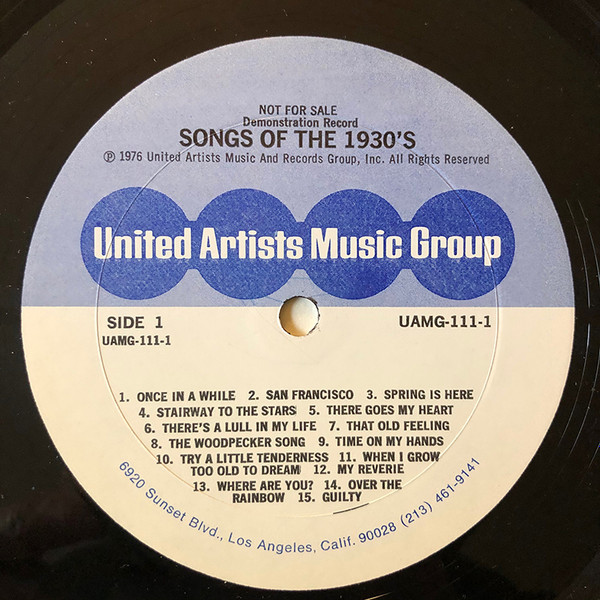 NOT FOR SALE
Demonstration Record
SONGS OF THE 1930'S
℗ 1976 United Artists Music And Records Group, Inc. All Rights Reserved
United Artists Music Group
SIDE 1
UAMG-111-1
UAMG-111-1
1. ONCE IN A WHILE 2. SAN FRANCISCO 3. SPRING IS HERE
4. STAIRWAY TO THE STARS 5. THERE GOES MY HEART
6. THERE'S A LULL IN MY LIFE 7. THAT OLD FEELING
8. THE WOODPECKER SONG 9. TIME ON MY HANDS
10. TRY A LITTLE TENDERNESS 11. WHEN I GROW
TOO OLD TO DREAM 12. MY REVERIE
13. WHERE ARE YOU? 14. OVER THE
RAINBOW 15. GUILTY
6920 Sunset Blvd., Los Angeles, Calif. 90028 (213) 461-9141